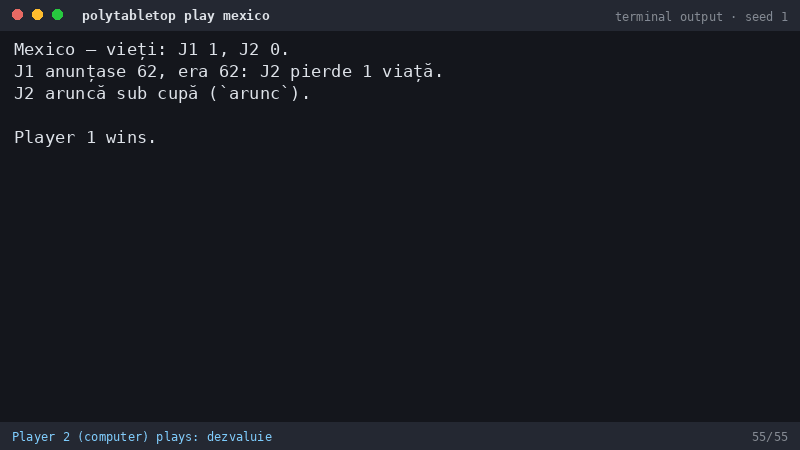 polytabletop play mexico
terminal output · seed 1
Mexico — vieți: J1 1, J2 0.
J1 anunțase 62, era 62: J2 pierde 1 viață.
J2 aruncă sub cupă (`arunc`).
Player 1 wins.
Player 2 (computer) plays: dezvaluie
55/55